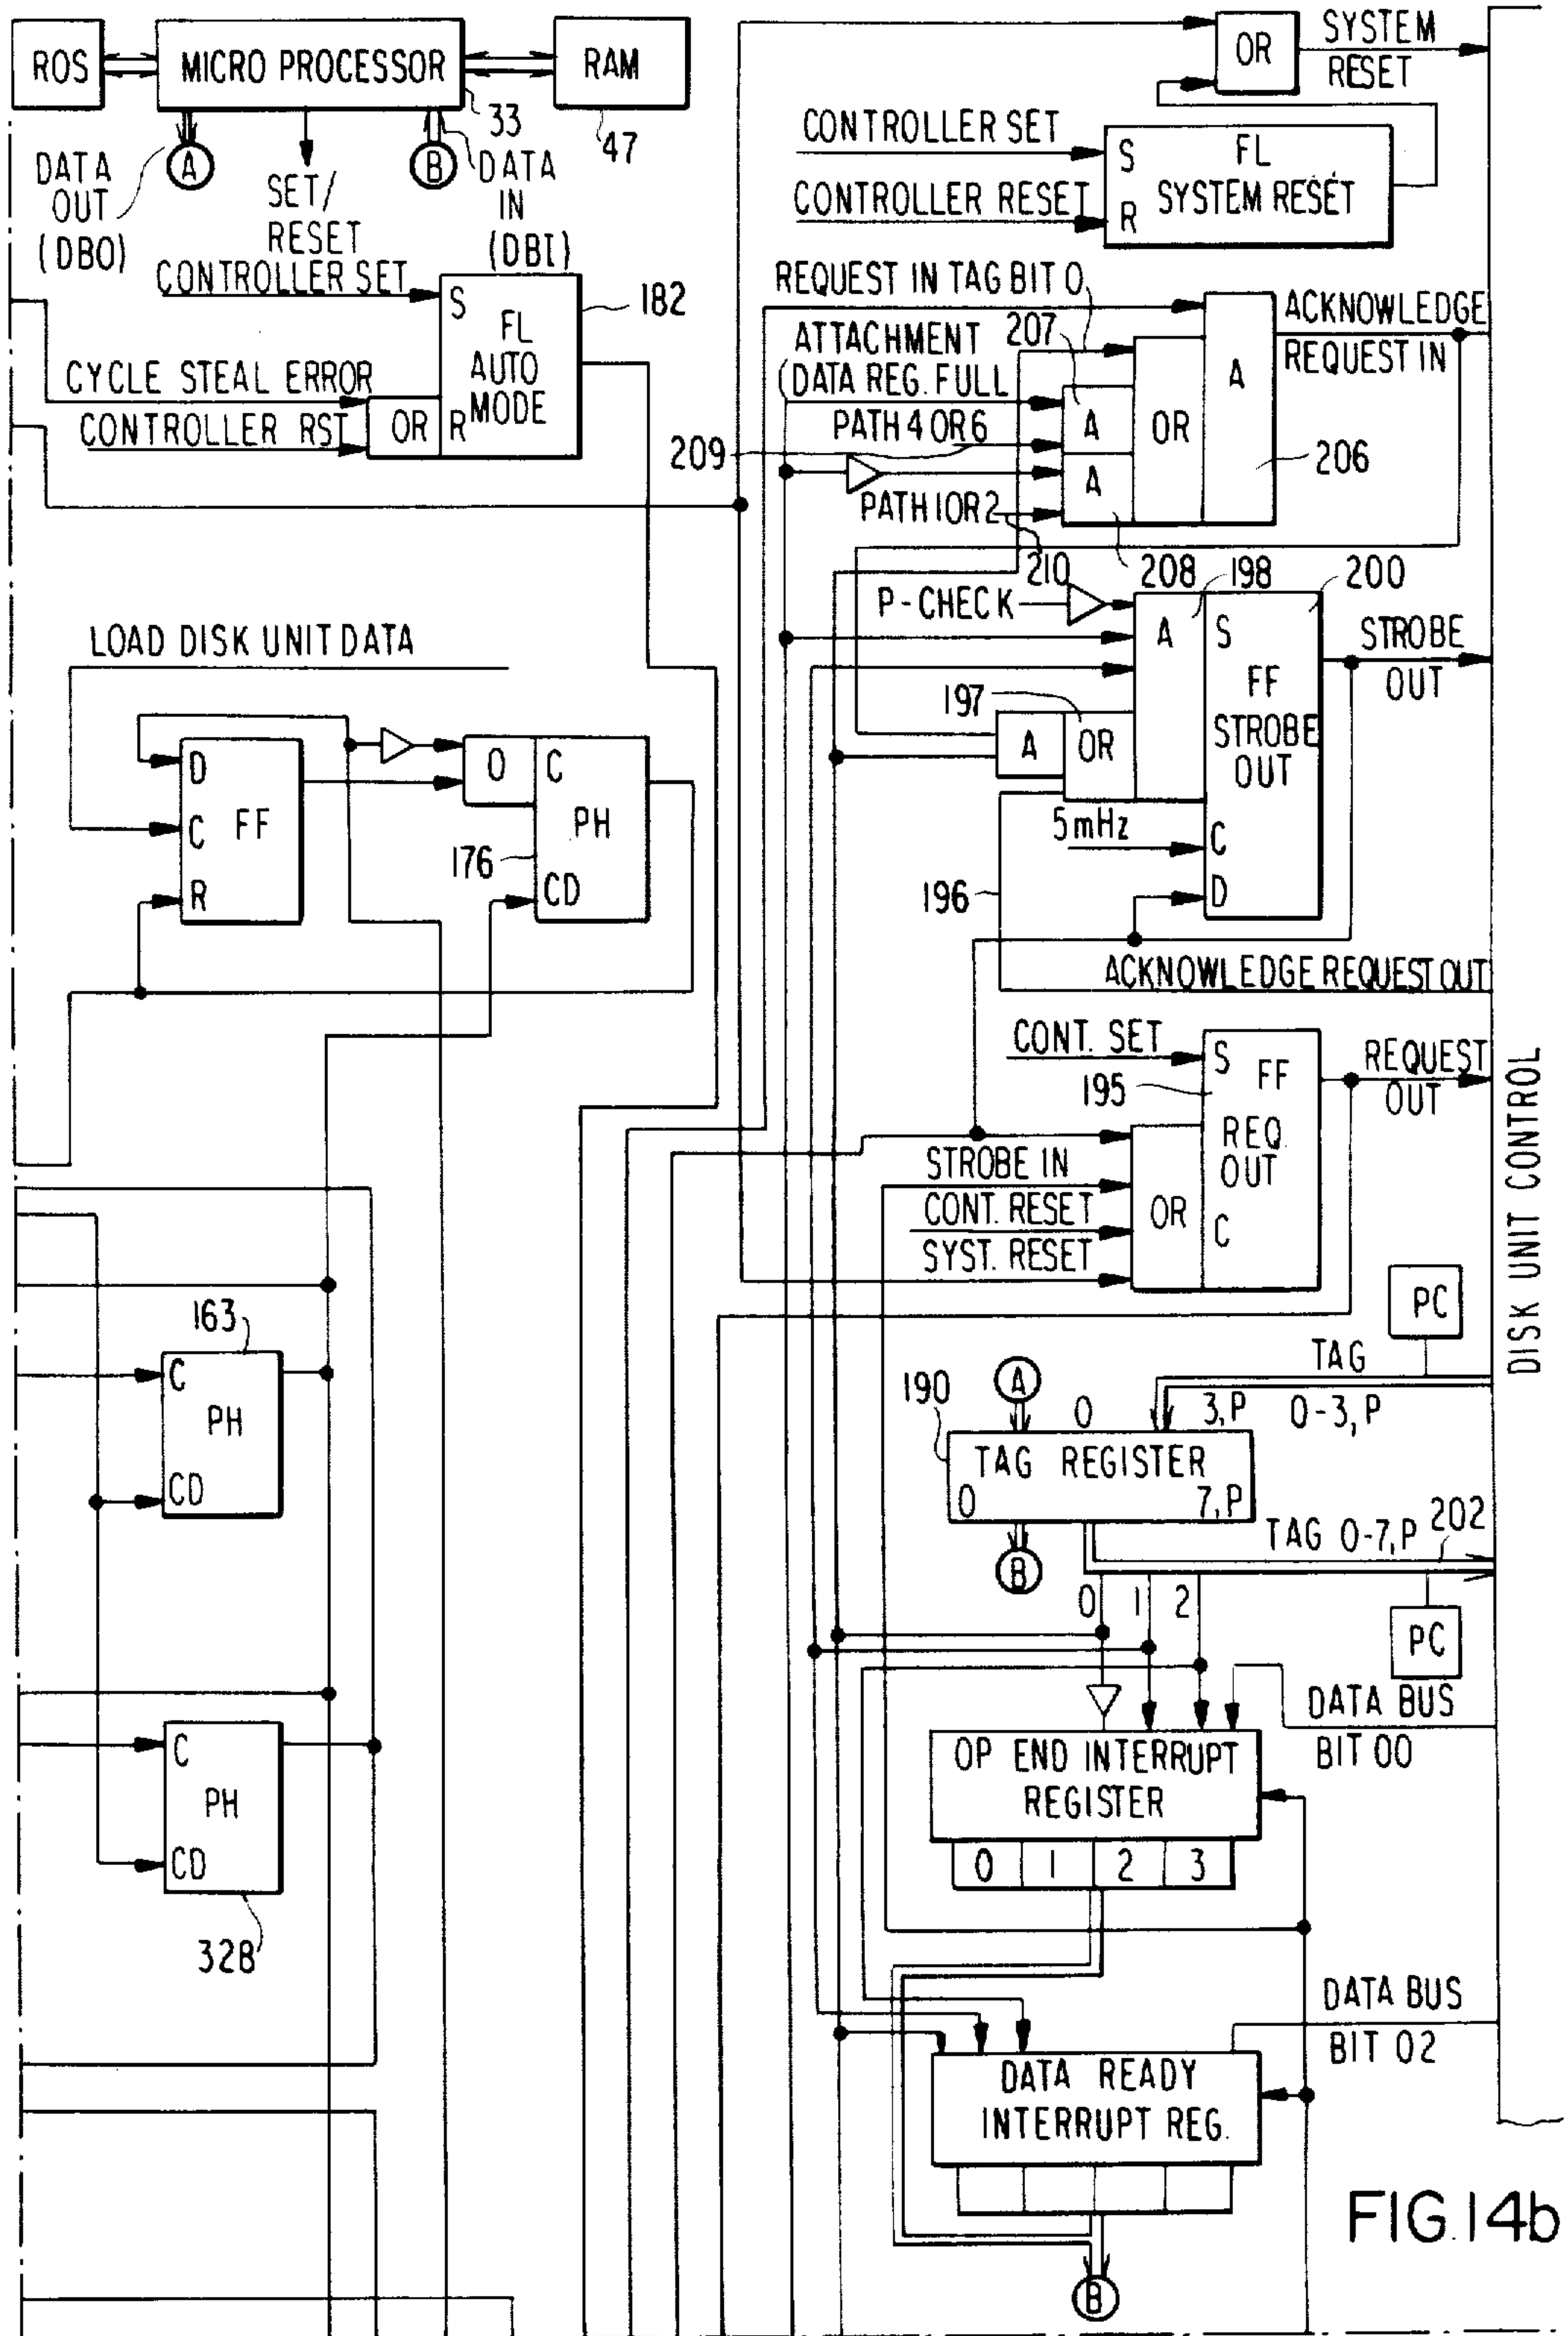 ROS
MICRO PROCESSOR
RAM
33
47
A
B
DATA
OUT
(DBO)
SET/
RESET
DATA
IN
(DBI)
CONTROLLER SET
S
FL
AUTO
MODE
182
CYCLE STEAL ERROR
CONTROLLER RST
OR
R
OR
SYSTEM
RESET
CONTROLLER SET
S
FL
SYSTEM RESET
CONTROLLER RESET
R
REQUEST IN TAG BIT 0
ATTACHMENT
(DATA REG. FULL
207
PATH 4 OR 6
209
A
OR
A
A
206
ACKNOWLEDGE
REQUEST IN
PATH 1 OR 2
210
208
198
200
P-CHECK
A
S
FF
STROBE
OUT
STROBE
OUT
197
A
OR
5mHz
C
D
196
ACKNOWLEDGE REQUEST OUT
LOAD DISK UNIT DATA
D
C
FF
R
O
C
PH
176
CD
CONT. SET
S
FF
195
REQ.
OUT
REQUEST
OUT
STROBE IN
CONT. RESET
SYST. RESET
OR
C
DISK UNIT CONTROL
PC
163
C
PH
CD
TAG
0-3, P
190
A
0
3, P
TAG REGISTER
0
7, P
B
TAG 0-7, P
202
0
1
2
PC
C
PH
CD
328
DATA BUS
BIT 00
OP END INTERRUPT
REGISTER
0
1
2
3
DATA BUS
BIT 02
DATA READY
INTERRUPT REG.
B
FIG. 14b